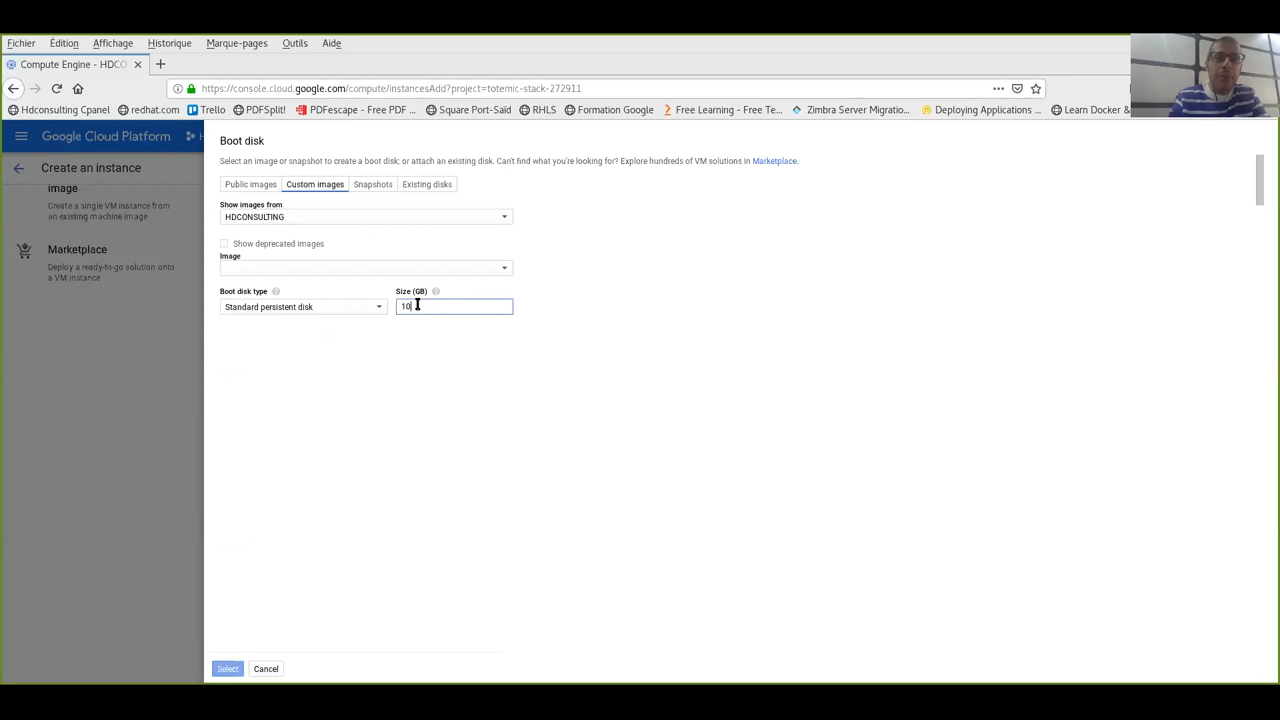 Fichier Édition Affichage Historique Marque-pages Outils Aide
Compute Engine - HDCO
https://console.cloud.google.com/compute/instancesAdd?project=totemic-stack-272911
Hdconsulting Cpanel redhat.com Trello PDFSplit! PDFescape - Free PDF ... Square Port-Saïd RHLS Formation Google Free Learning - Free Te... Zimbra Server Migratio... Deploying Applications ... Learn Docker &
Google Cloud Platform
Create an instance
image
Create a single VM instance from
an existing machine image
Marketplace
Deploy a ready-to-go solution onto
a VM instance
Boot disk
Select an image or snapshot to create a boot disk; or attach an existing disk. Can't find what you're looking for? Explore hundreds of VM solutions in Marketplace.
Public images Custom images Snapshots Existing disks
Show images from
HDCONSULTING
Show deprecated images
Image
Boot disk type Size (GB)
Standard persistent disk 10
Select Cancel